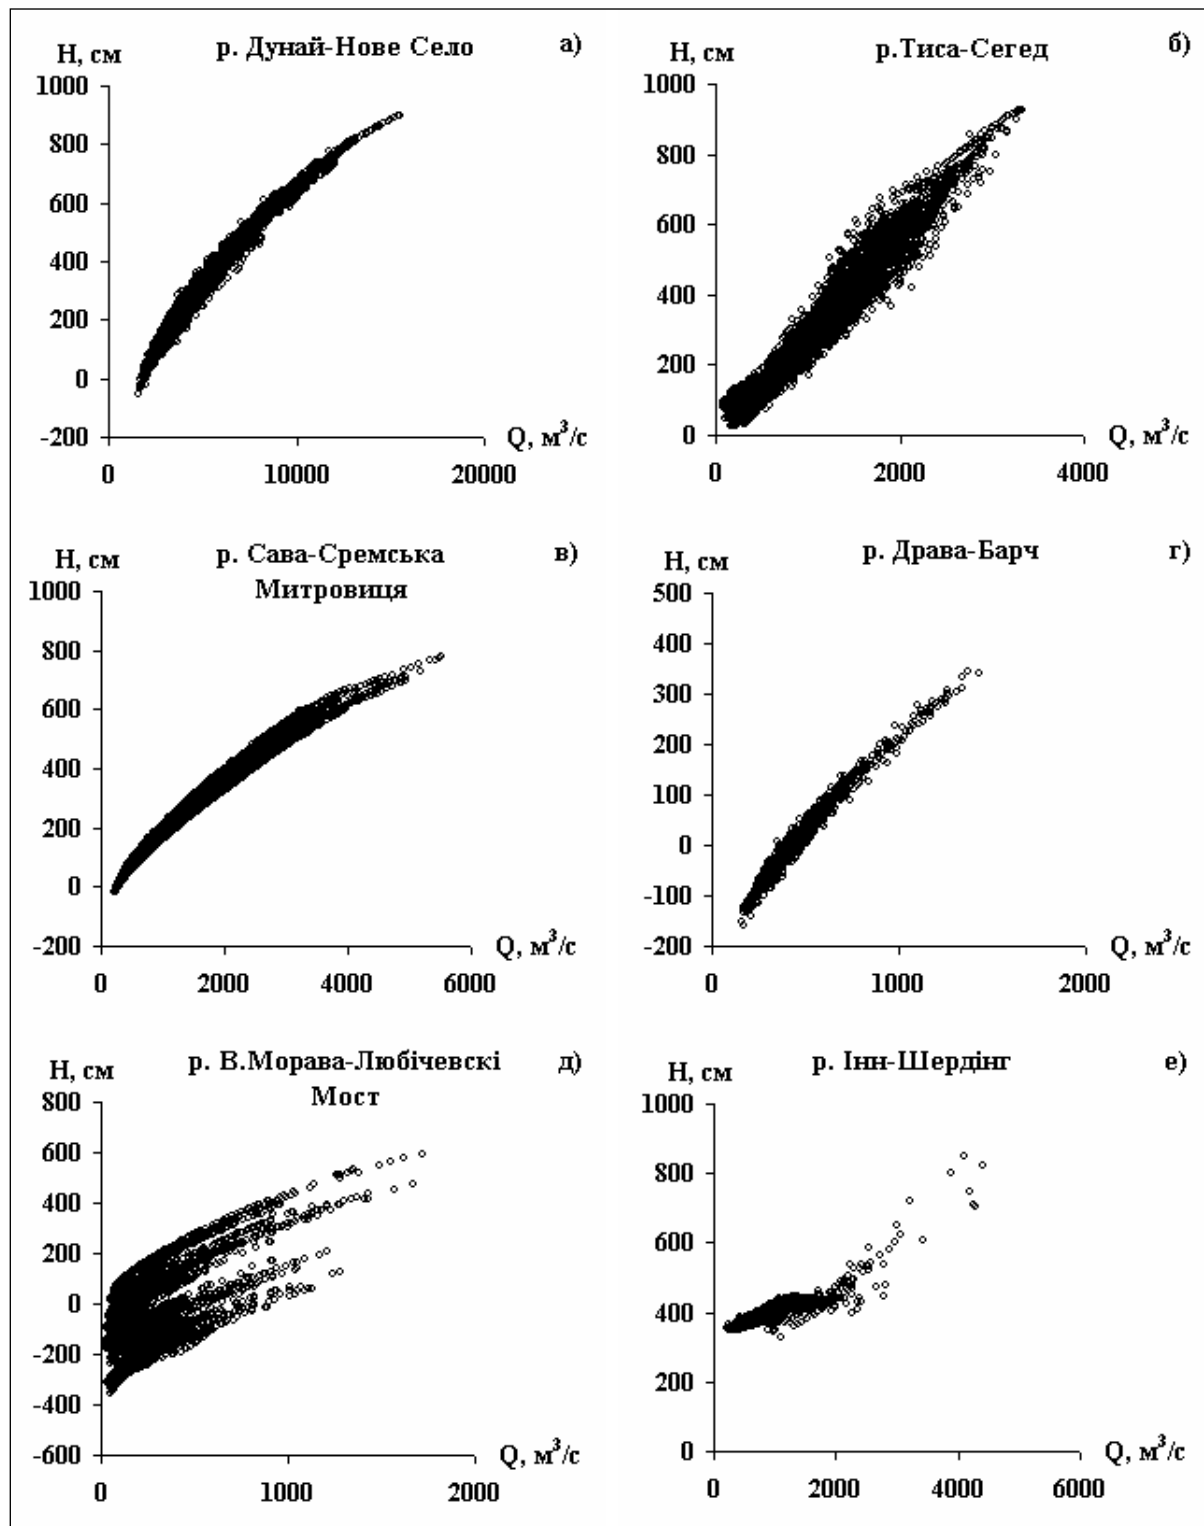 р. Дунай-Нове Село
а)
Н, см
1000
800
600
400
200
0
-200
Q, м³/с
0 10000 20000
р.Тиса-Сегед
б)
Н, см
1000
800
600
400
200
0
Q, м³/с
0 2000 4000
р. Сава-Сремська
Митровиця
в)
Н, см
1000
800
600
400
200
0
-200
Q, м³/с
0 2000 4000 6000
р. Драва-Барч
г)
Н, см
500
400
300
200
100
0
-100
-200
Q, м³/с
0 1000 2000
р. В.Морава-Любічевскі
Мост
д)
Н, см
800
600
400
200
0
-200
-400
-600
Q, м³/с
0 1000 2000
р. Інн-Шердінг
е)
Н, см
1000
800
600
400
200
0
Q, м³/с
0 2000 4000 6000